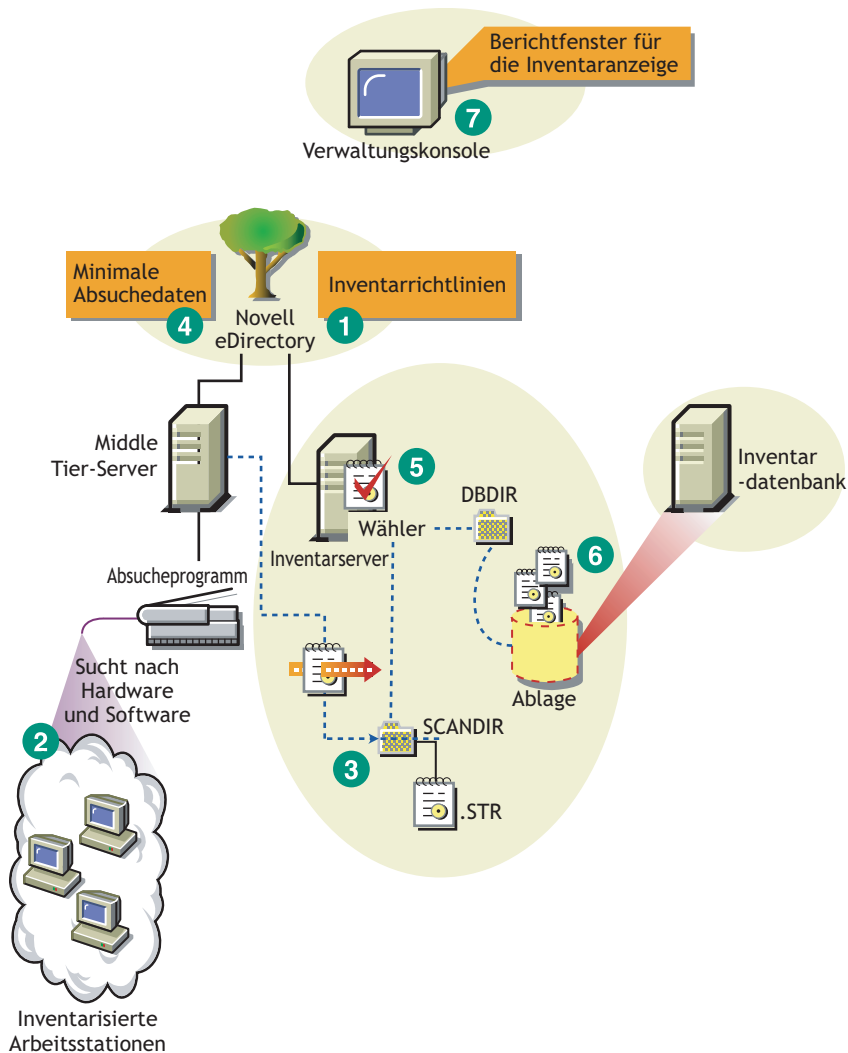 Berichtfenster für
die Inventaranzeige
7
Verwaltungskonsole
Minimale
Absuchedaten
4
Inventarrichtlinien
1
Novell
eDirectory
Middle
Tier-Server
5
Wähler
Inventarserver
DBDIR
6
Ablage
Inventar
-datenbank
Absucheprogramm
Sucht nach
Hardware
und Software
2
3
SCANDIR
.STR
Inventarisierte
Arbeitsstationen